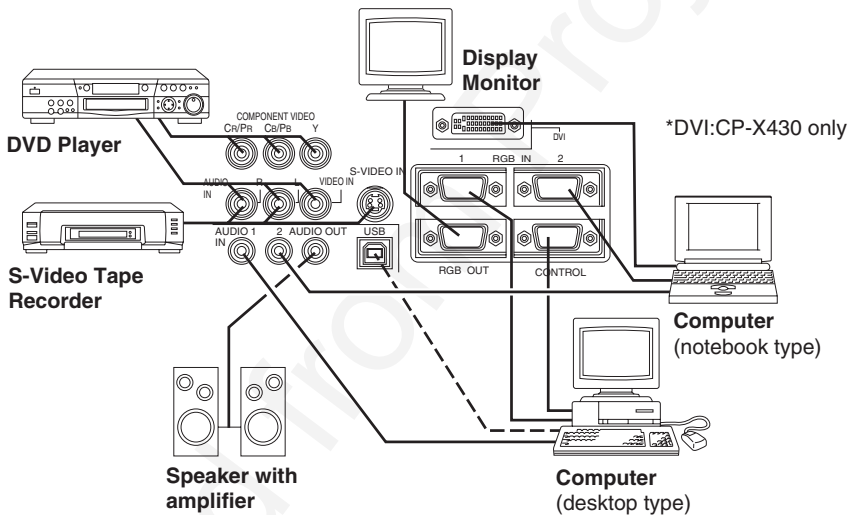 Display
Monitor
DVD Player
COMPONENT VIDEO
CR/PR CB/PB Y
DVI
*DVI:CP-X430 only
1 RGB IN 2
S-VIDEO IN
AUDIO IN R L VIDEO IN
AUDIO 1 2 AUDIO OUT USB
IN
RGB OUT CONTROL
S-Video Tape
Recorder
Computer
(notebook type)
Speaker with
amplifier
Computer
(desktop type)